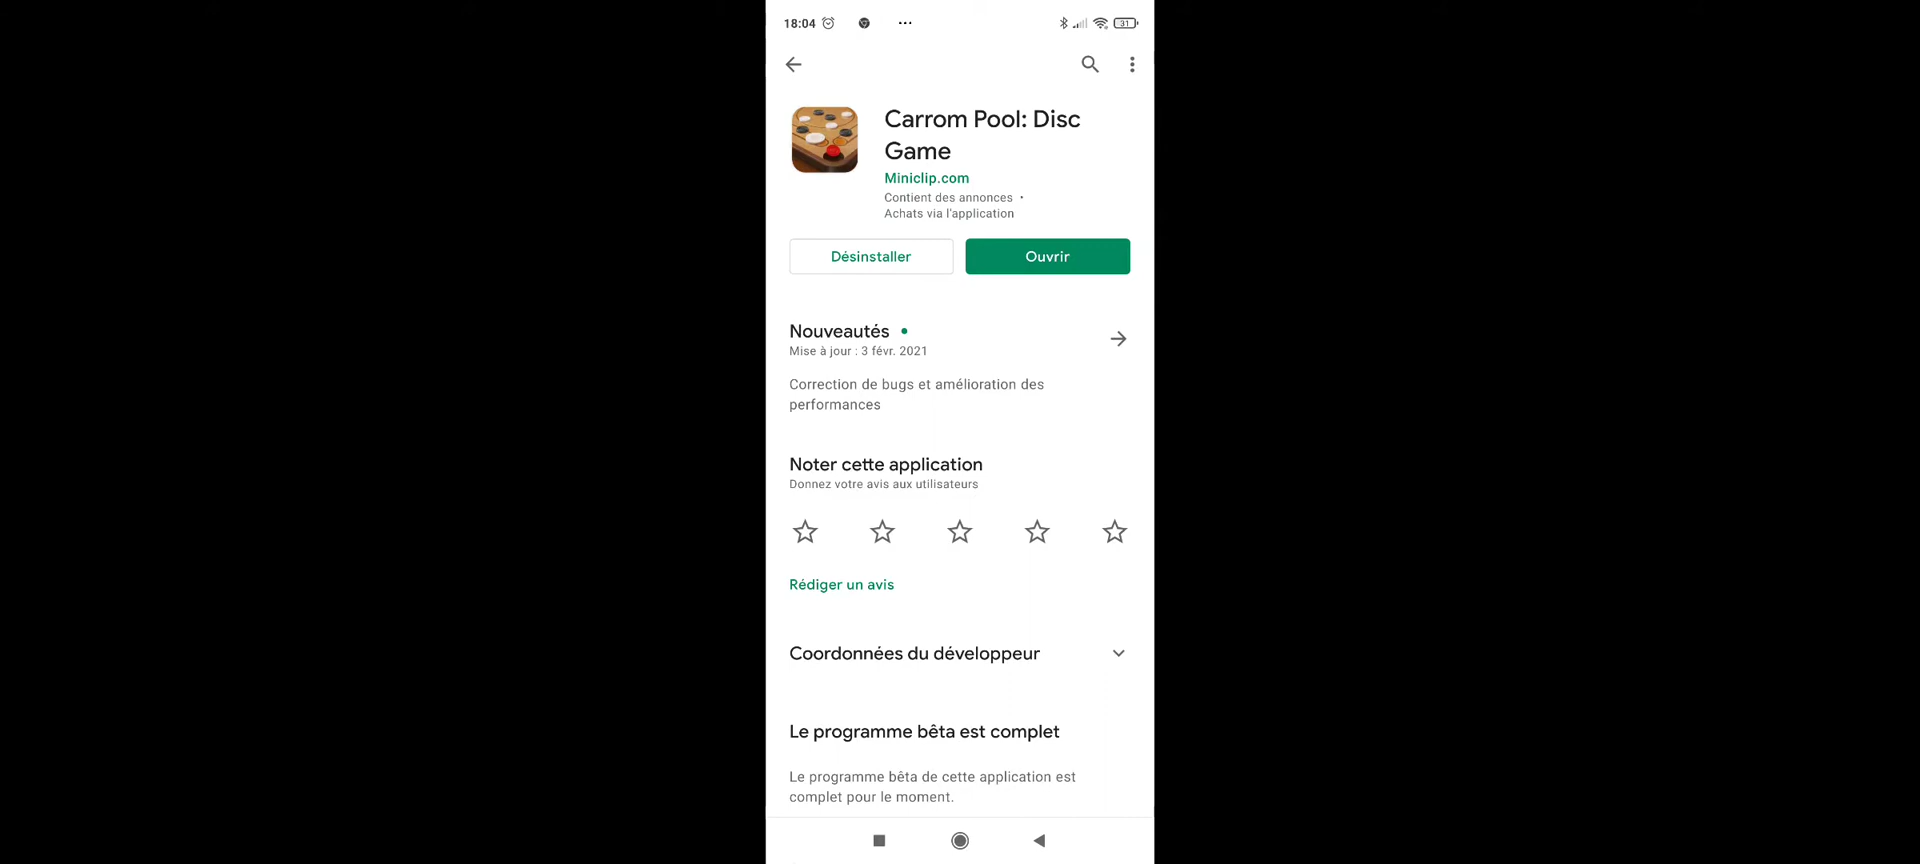 18:04
31
Carrom Pool: Disc
Game
Miniclip.com
Contient des annonces •
Achats via l'application
Désinstaller
Ouvrir
Nouveautés •
Mise à jour : 3 févr. 2021
Correction de bugs et amélioration des
performances
Noter cette application
Donnez votre avis aux utilisateurs
Rédiger un avis
Coordonnées du développeur
Le programme bêta est complet
Le programme bêta de cette application est
complet pour le moment.